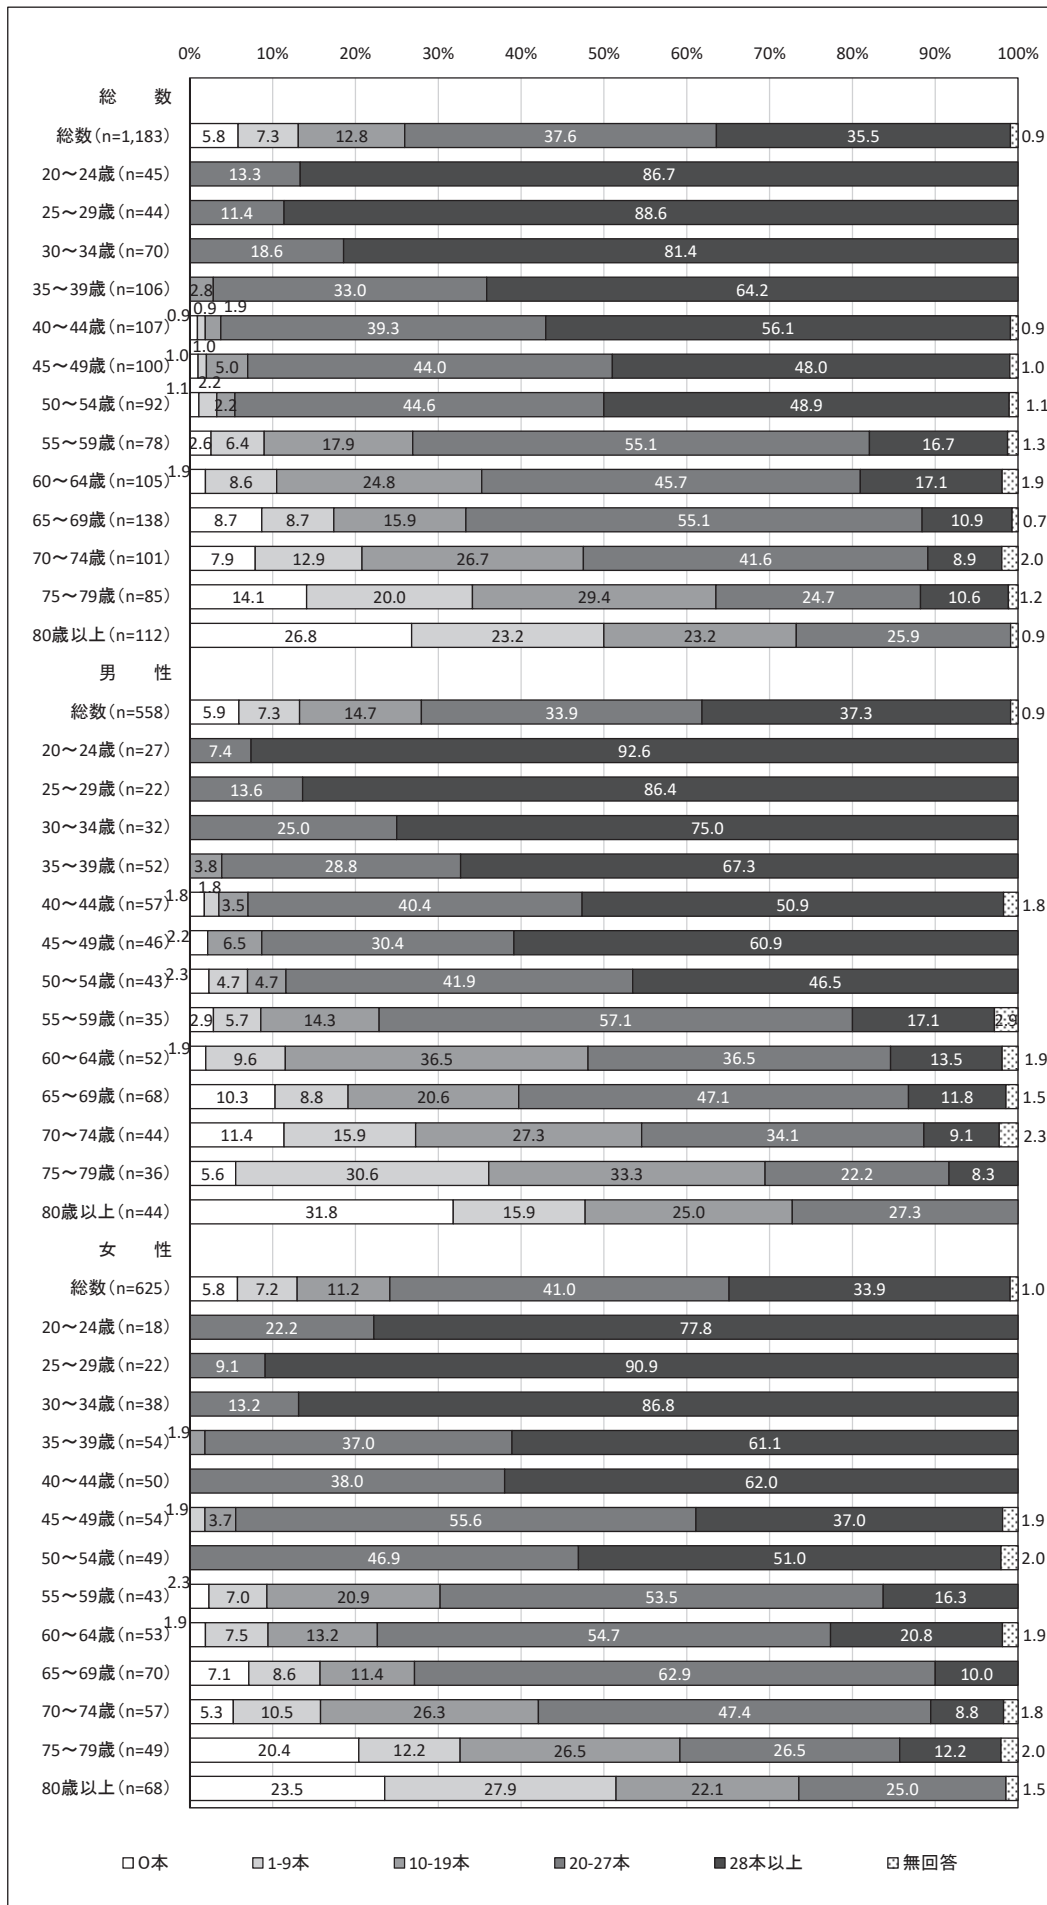 0% 10% 20% 30% 40% 50% 60% 70% 80% 90% 100%
総　数
総数(n=1,183) 5.8 7.3 12.8 37.6 35.5 0.9
20～24歳(n=45) 13.3 86.7
25～29歳(n=44) 11.4 88.6
30～34歳(n=70) 18.6 81.4
35～39歳(n=106) 2.8 33.0 64.2
40～44歳(n=107) 0.9 0.9 1.9 39.3 56.1 0.9
45～49歳(n=100) 1.0 1.0 5.0 44.0 48.0 1.0
50～54歳(n=92) 1.1 2.2 2.2 44.6 48.9 1.1
55～59歳(n=78) 2.6 6.4 17.9 55.1 16.7 1.3
60～64歳(n=105) 1.9 8.6 24.8 45.7 17.1 1.9
65～69歳(n=138) 8.7 8.7 15.9 55.1 10.9 0.7
70～74歳(n=101) 7.9 12.9 26.7 41.6 8.9 2.0
75～79歳(n=85) 14.1 20.0 29.4 24.7 10.6 1.2
80歳以上(n=112) 26.8 23.2 23.2 25.9 0.9
男　性
総数(n=558) 5.9 7.3 14.7 33.9 37.3 0.9
20～24歳(n=27) 7.4 92.6
25～29歳(n=22) 13.6 86.4
30～34歳(n=32) 25.0 75.0
35～39歳(n=52) 3.8 28.8 67.3
40～44歳(n=57) 1.8 1.8 3.5 40.4 50.9 1.8
45～49歳(n=46) 2.2 6.5 30.4 60.9
50～54歳(n=43) 2.3 4.7 4.7 41.9 46.5
55～59歳(n=35) 2.9 5.7 14.3 57.1 17.1 2.9
60～64歳(n=52) 1.9 9.6 36.5 36.5 13.5 1.9
65～69歳(n=68) 10.3 8.8 20.6 47.1 11.8 1.5
70～74歳(n=44) 11.4 15.9 27.3 34.1 9.1 2.3
75～79歳(n=36) 5.6 30.6 33.3 22.2 8.3
80歳以上(n=44) 31.8 15.9 25.0 27.3
女　性
総数(n=625) 5.8 7.2 11.2 41.0 33.9 1.0
20～24歳(n=18) 22.2 77.8
25～29歳(n=22) 9.1 90.9
30～34歳(n=38) 13.2 86.8
35～39歳(n=54) 1.9 37.0 61.1
40～44歳(n=50) 38.0 62.0
45～49歳(n=54) 1.9 3.7 55.6 37.0 1.9
50～54歳(n=49) 46.9 51.0 2.0
55～59歳(n=43) 2.3 7.0 20.9 53.5 16.3
60～64歳(n=53) 1.9 7.5 13.2 54.7 20.8 1.9
65～69歳(n=70) 7.1 8.6 11.4 62.9 10.0
70～74歳(n=57) 5.3 10.5 26.3 47.4 8.8 1.8
75～79歳(n=49) 20.4 12.2 26.5 26.5 12.2 2.0
80歳以上(n=68) 23.5 27.9 22.1 25.0 1.5
0本 1-9本 10-19本 20-27本 28本以上 無回答